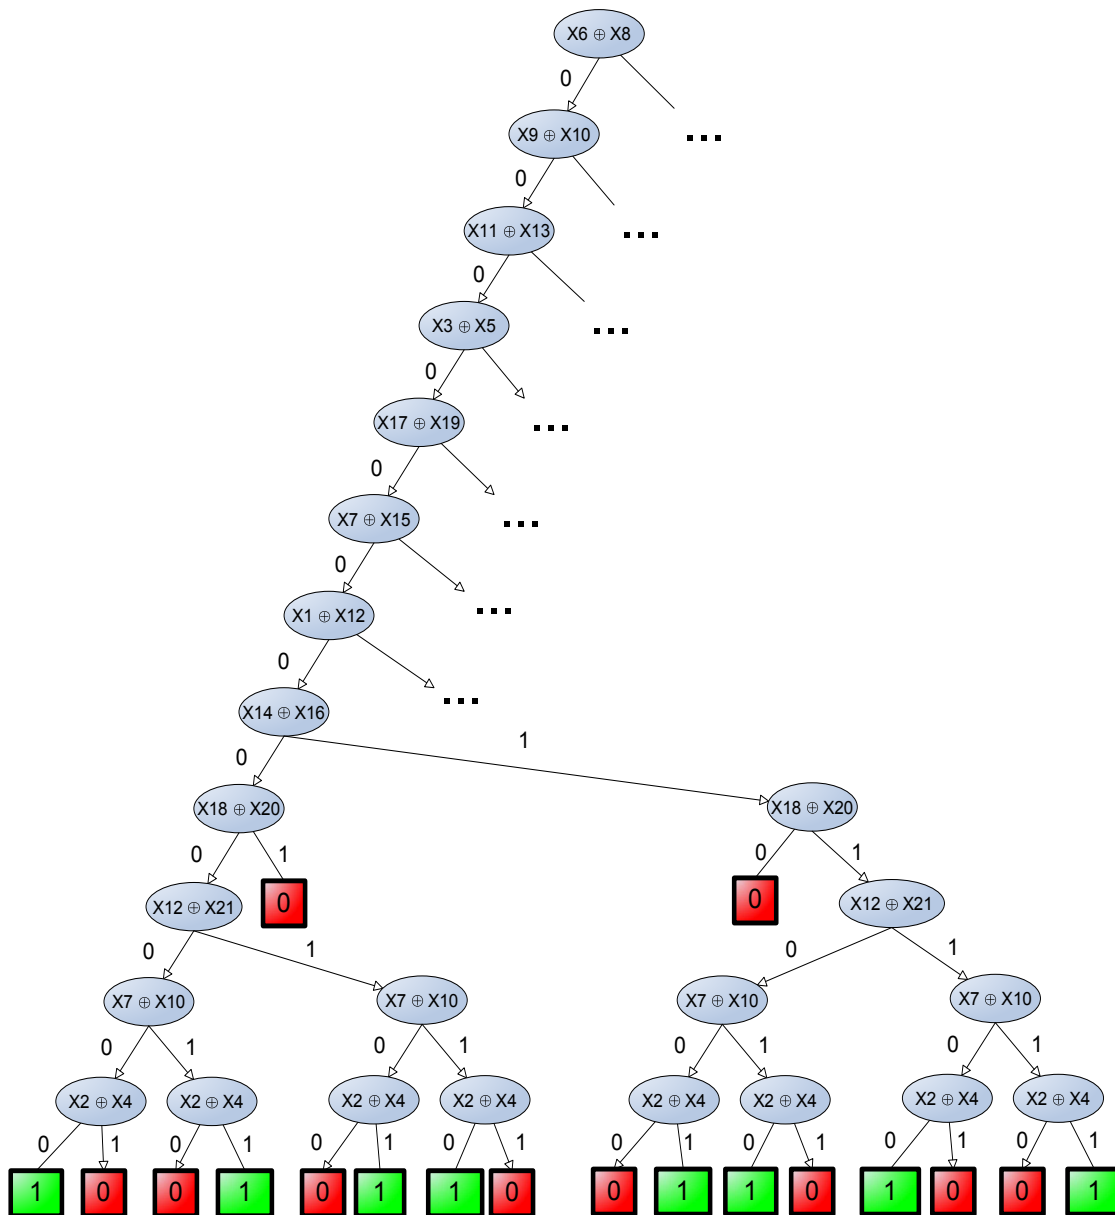 X6 ⊕ X8
0
X9 ⊕ X10
...
0
X11 ⊕ X13
...
0
X3 ⊕ X5
...
0
X17 ⊕ X19
...
0
X7 ⊕ X15
...
0
X1 ⊕ X12
...
0
X14 ⊕ X16
0 1
X18 ⊕ X20 X18 ⊕ X20
0 1 0 1
X12 ⊕ X21 0 0 X12 ⊕ X21
0 1 0 1
X7 ⊕ X10 X7 ⊕ X10 X7 ⊕ X10 X7 ⊕ X10
0 1 0 1 0 1 0 1
X2 ⊕ X4 X2 ⊕ X4 X2 ⊕ X4 X2 ⊕ X4 X2 ⊕ X4 X2 ⊕ X4 X2 ⊕ X4 X2 ⊕ X4
0 1 0 1 0 1 0 1 0 1 0 1 0 1 0 1
1 0 0 1 0 1 1 0 0 1 1 0 1 0 0 1